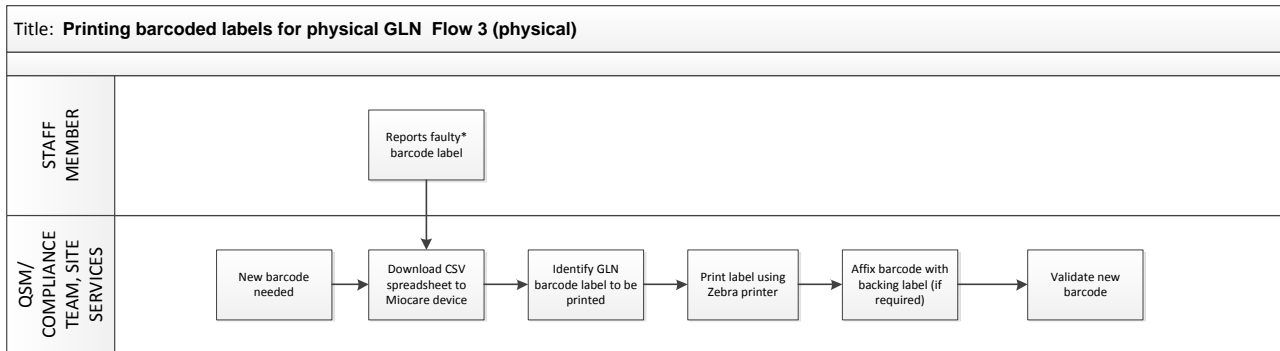 Title: Printing barcoded labels for physical GLN Flow 3 (physical)
STAFF
MEMBER
Reports faulty*
barcode label
QSM/
COMPLIANCE
TEAM, SITE
SERVICES
New barcode
needed
Download CSV
spreadsheet to
Miocare device
Identify GLN
barcode label to be
printed
Print label using
Zebra printer
Affix barcode with
backing label (if
required)
Validate new
barcode